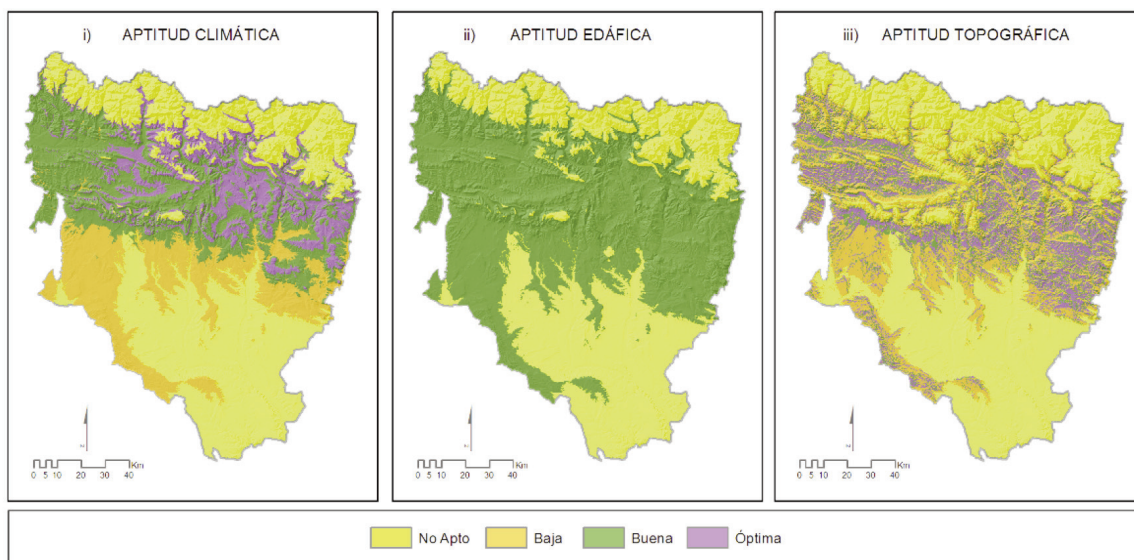 i) APTITUD CLIMÁTICA
ii) APTITUD EDÁFICA
iii) APTITUD TOPOGRÁFICA
Km
0 5 10 20 30 40
Km
0 5 10 20 30 40
Km
0 5 10 20 30 40
No Apto
Baja
Buena
Óptima